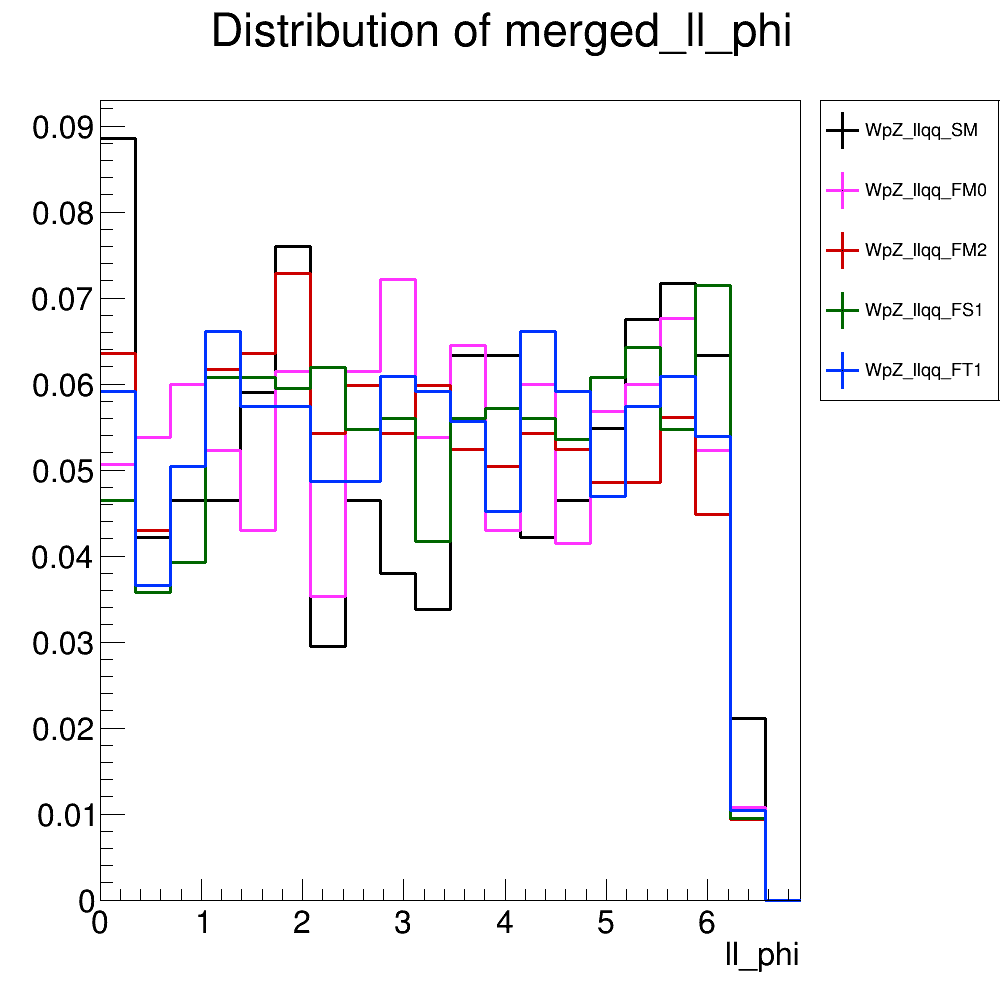 Distribution of merged_ll_phi
0.09
0.08
0.07
0.06
0.05
0.04
0.03
0.02
0.01
0
0 1 2 3 4 5 6
ll_phi
WpZ_llqq_SM
WpZ_llqq_FM0
WpZ_llqq_FM2
WpZ_llqq_FS1
WpZ_llqq_FT1